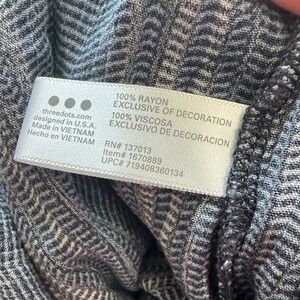 threedots.com
designed in U.S.A.
Made in VIETNAM
Hecho en VIETNAM
100% RAYON
EXCLUSIVE OF DECORATION
100% VISCOSA
EXCLUSIVO DE DECORACION
RN# 137013
Item# 1670889
UPC# 719408360134